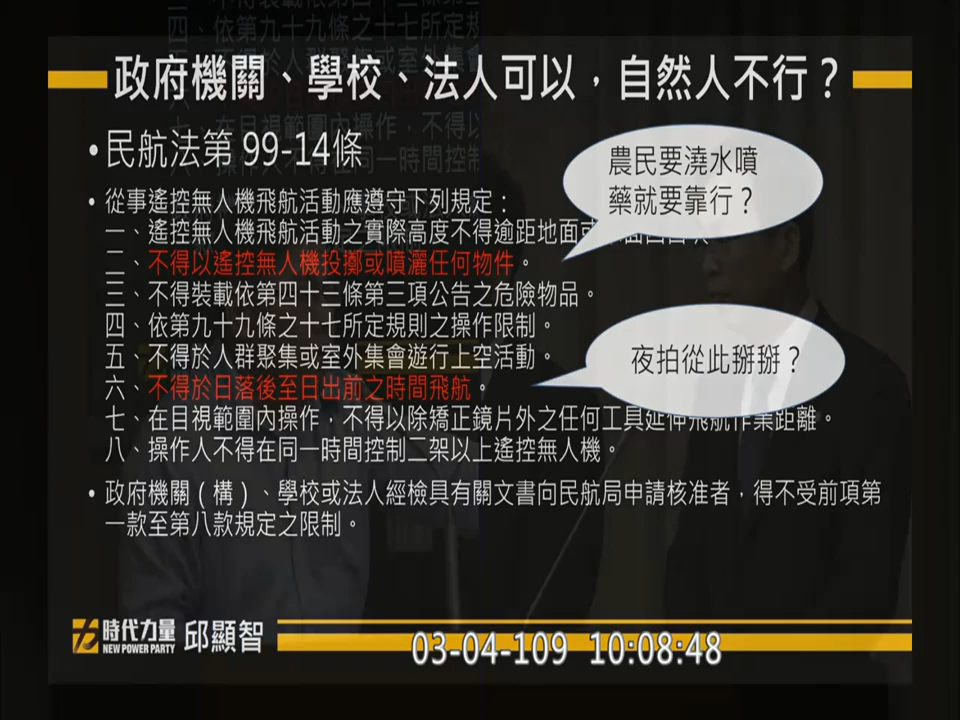 政府機關、學校、法人可以，自然人不行？
•民航法第 99-14條
農民要澆水噴
藥就要靠行？
• 從事遙控無人機飛航活動應遵守下列規定：
一、遙控無人機飛航活動之實際高度不得逾距地面或
二、不得以遙控無人機投擲或噴灑任何物件。
三、不得裝載依第四十三條第三項公告之危險物品。
四、依第九十九條之十七所定規則之操作限制。
五、不得於人群聚集或室外集會遊行上空活動。
夜拍從此掰掰？
六、不得於日落後至日出前之時間飛航。
七、在目視範圍內操作，不得以除矯正鏡片外之任何工具延伸飛航作業距離。
八、操作人不得在同一時間控制二架以上遙控無人機。
• 政府機關（構）、學校或法人經檢具有關文書向民航局申請核准者，得不受前項第
一款至第八款規定之限制。
時代力量 邱顯智
NEW POWER PARTY
03-04-109 10:08:48